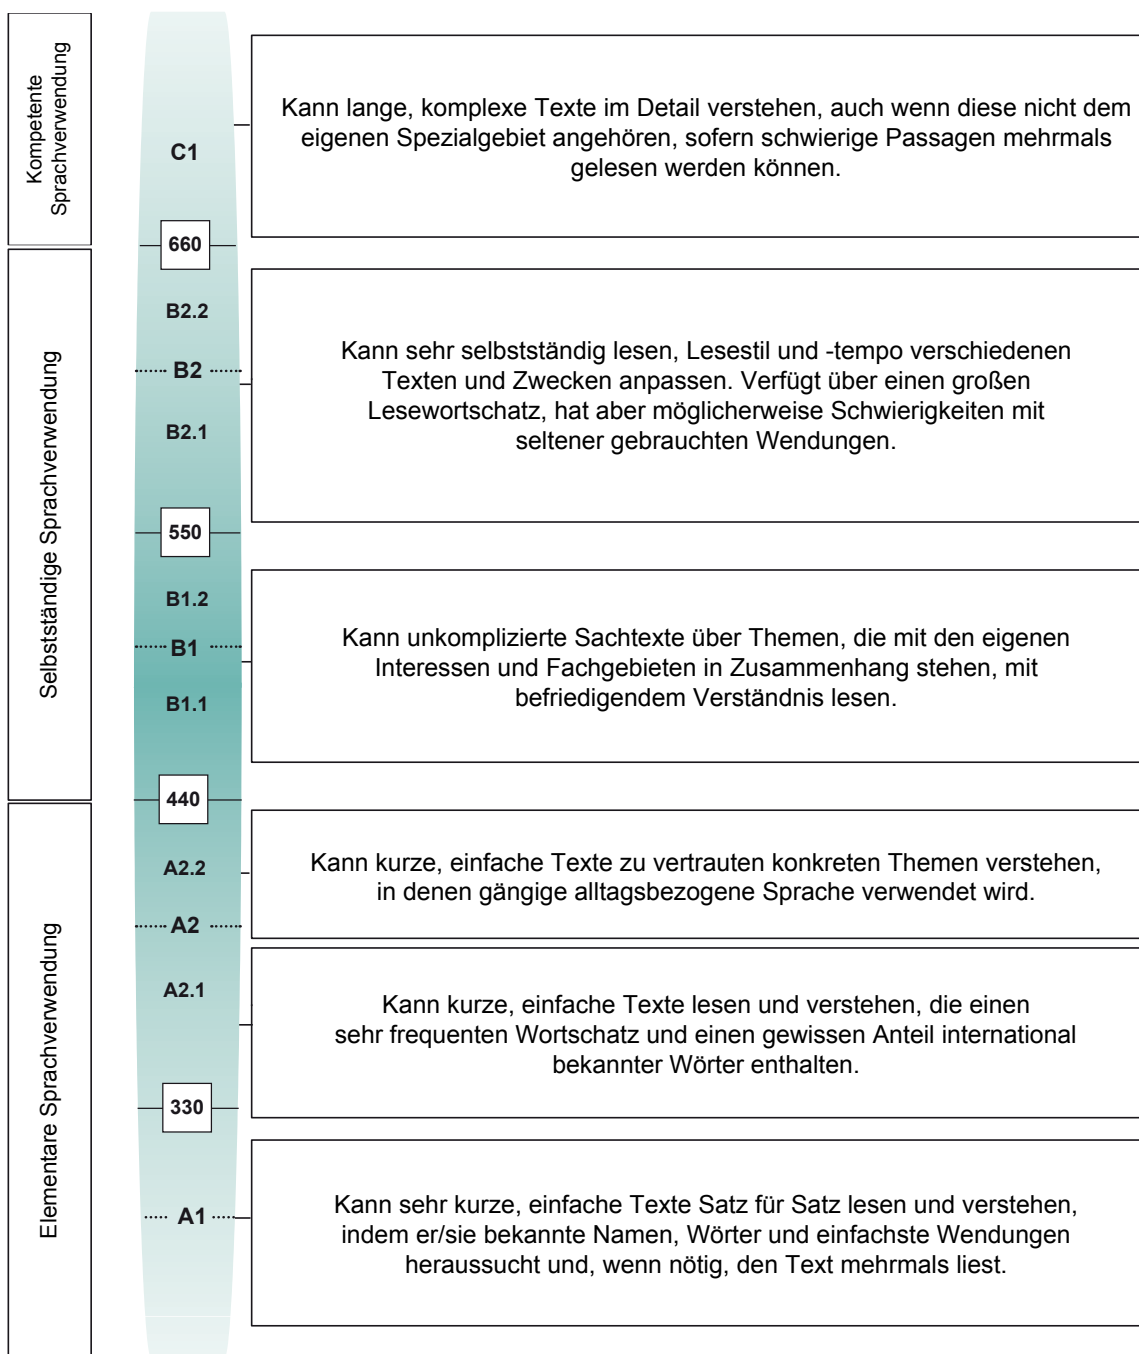 Kompetente
Sprachverwendung
C1
Kann lange, komplexe Texte im Detail verstehen, auch wenn diese nicht dem
eigenen Spezialgebiet angehören, sofern schwierige Passagen mehrmals
gelesen werden können.
660
Selbstständige Sprachverwendung
B2.2
B2
B2.1
Kann sehr selbstständig lesen, Lesestil und -tempo verschiedenen
Texten und Zwecken anpassen. Verfügt über einen großen
Lesewortschatz, hat aber möglicherweise Schwierigkeiten mit
seltener gebrauchten Wendungen.
550
B1.2
B1
B1.1
Kann unkomplizierte Sachtexte über Themen, die mit den eigenen
Interessen und Fachgebieten in Zusammenhang stehen, mit
befriedigendem Verständnis lesen.
440
Elementare Sprachverwendung
A2.2
Kann kurze, einfache Texte zu vertrauten konkreten Themen verstehen,
in denen gängige alltagsbezogene Sprache verwendet wird.
A2
A2.1
Kann kurze, einfache Texte lesen und verstehen, die einen
sehr frequenten Wortschatz und einen gewissen Anteil international
bekannter Wörter enthalten.
330
A1
Kann sehr kurze, einfache Texte Satz für Satz lesen und verstehen,
indem er/sie bekannte Namen, Wörter und einfachste Wendungen
heraussucht und, wenn nötig, den Text mehrmals liest.